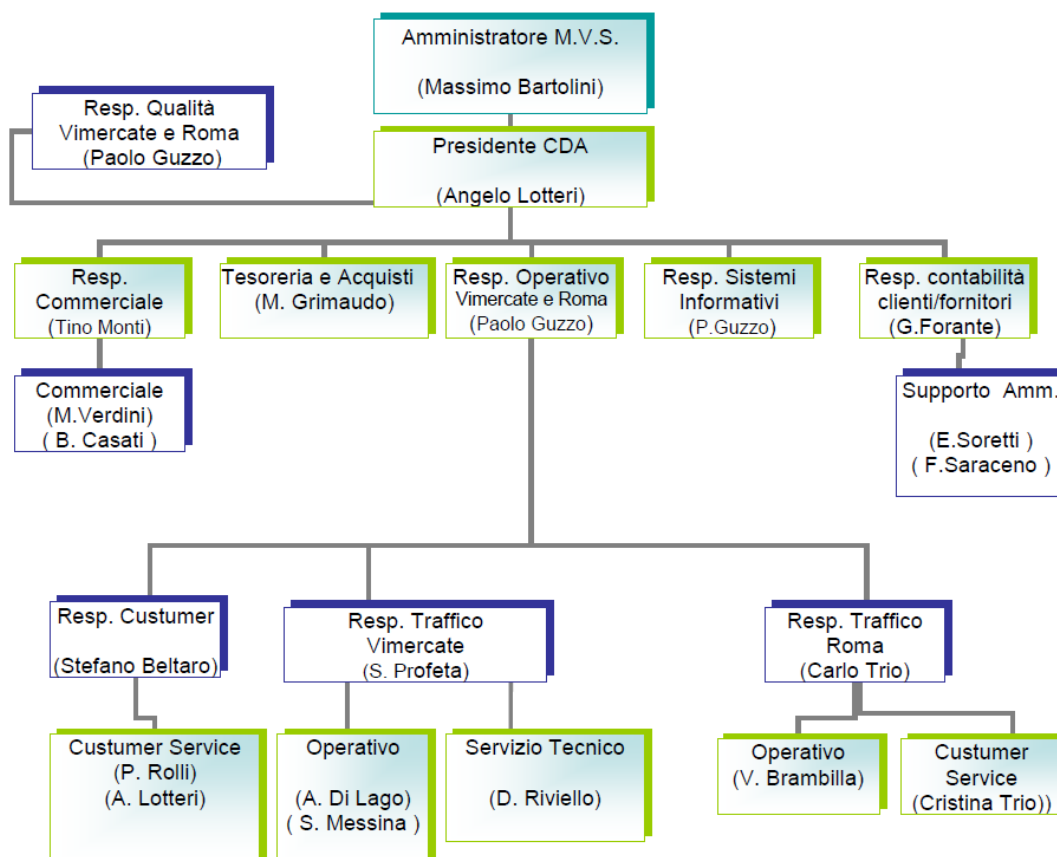 Amministratore M.V.S.
(Massimo Bartolini)
Resp. Qualità
Vimercate e Roma
(Paolo Guzzo)
Presidente CDA
(Angelo Lotteri)
Resp.
Commerciale
(Tino Monti)
Tesoreria e Acquisti
(M. Grimaudo)
Resp. Operativo
Vimercate e Roma
(Paolo Guzzo)
Resp. Sistemi
Informativi
(P.Guzzo)
Resp. contabilità
clienti/fornitori
(G.Forante)
Commerciale
(M.Verdini)
( B. Casati )
Supporto Amm.
(E.Soretti )
( F.Saraceno )
Resp. Custumer
(Stefano Beltaro)
Resp. Traffico
Vimercate
(S. Profeta)
Resp. Traffico
Roma
(Carlo Trio)
Custumer Service
(P. Rolli)
(A. Lotteri)
Operativo
(A. Di Lago)
( S. Messina )
Servizio Tecnico
(D. Riviello)
Operativo
(V. Brambilla)
Custumer
Service
(Cristina Trio))